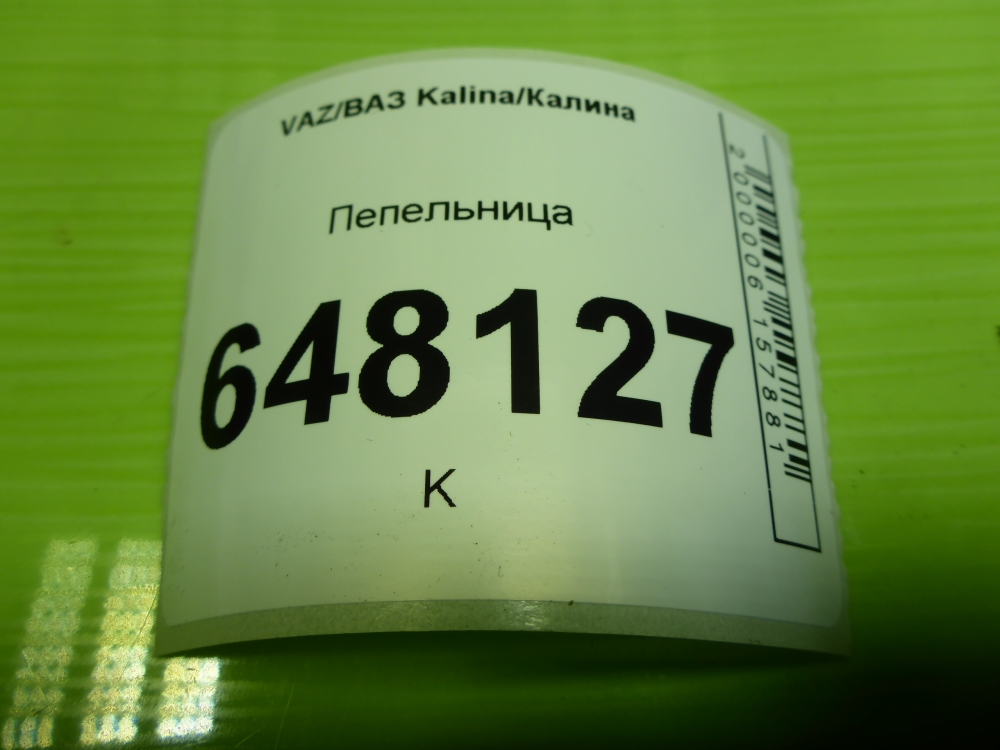 VAZ/ВАЗ Kalina/Калина
Пепельница
648127
К
2000006157881